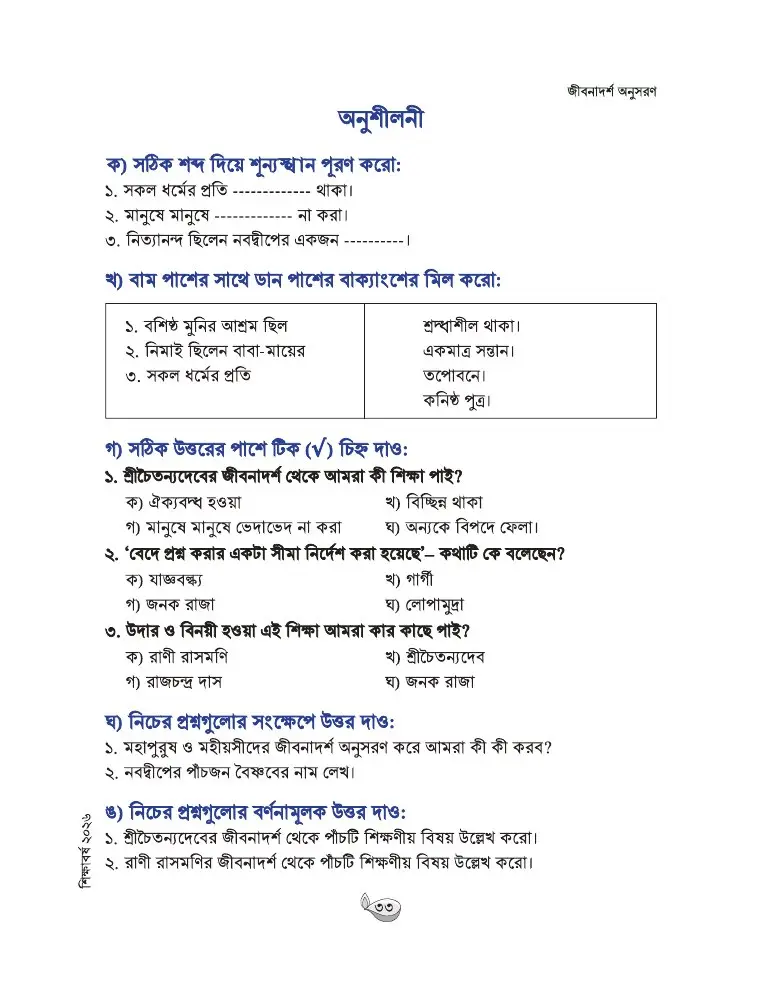 জীবনাদর্শ অনুসরণ
অনুশীলনী
ক) সঠিক শব্দ দিয়ে শূন্যস্থান পূরণ করো:
১. সকল ধর্মের প্রতি ------------- থাকা।
২. মানুষে মানুষে ------------- না করা।
৩. নিত্যানন্দ ছিলেন নবদ্বীপের একজন ----------।
খ) বাম পাশের সাথে ডান পাশের বাক্যাংশের মিল করো:
১. বশিষ্ঠ মুনির আশ্রম ছিল
২. নিমাই ছিলেন বাবা-মায়ের
৩. সকল ধর্মের প্রতি
শ্রদ্ধাশীল থাকা।
একমাত্র সন্তান।
তপোবনে।
কনিষ্ঠ পুত্র।
গ) সঠিক উত্তরের পাশে টিক (√) চিহ্ন দাও:
১. শ্রীচৈতন্যদেবের জীবনাদর্শ থেকে আমরা কী শিক্ষা পাই?
ক) ঐক্যবদ্ধ হওয়া খ) বিচ্ছিন্ন থাকা
গ) মানুষে মানুষে ভেদাভেদ না করা ঘ) অন্যকে বিপদে ফেলা।
২. ‘বেদে প্রশ্ন করার একটা সীমা নির্দেশ করা হয়েছে’– কথাটি কে বলেছেন?
ক) যাজ্ঞবল্ক্য খ) গার্গী
গ) জনক রাজা ঘ) লোপামুদ্রা
৩. উদার ও বিনয়ী হওয়া এই শিক্ষা আমরা কার কাছে পাই?
ক) রাণী রাসমণি খ) শ্রীচৈতন্যদেব
গ) রাজচন্দ্র দাস ঘ) জনক রাজা
ঘ) নিচের প্রশ্নগুলোর সংক্ষেপে উত্তর দাও:
১. মহাপুরুষ ও মহীয়সীদের জীবনাদর্শ অনুসরণ করে আমরা কী কী করব?
২. নবদ্বীপের পাঁচজন বৈষ্ণবের নাম লেখ।
ঙ) নিচের প্রশ্নগুলোর বর্ণনামূলক উত্তর দাও:
১. শ্রীচৈতন্যদেবের জীবনাদর্শ থেকে পাঁচটি শিক্ষণীয় বিষয় উল্লেখ করো।
২. রাণী রাসমণির জীবনাদর্শ থেকে পাঁচটি শিক্ষণীয় বিষয় উল্লেখ করো।
শিক্ষাবর্ষ ২০২৬
৩৩